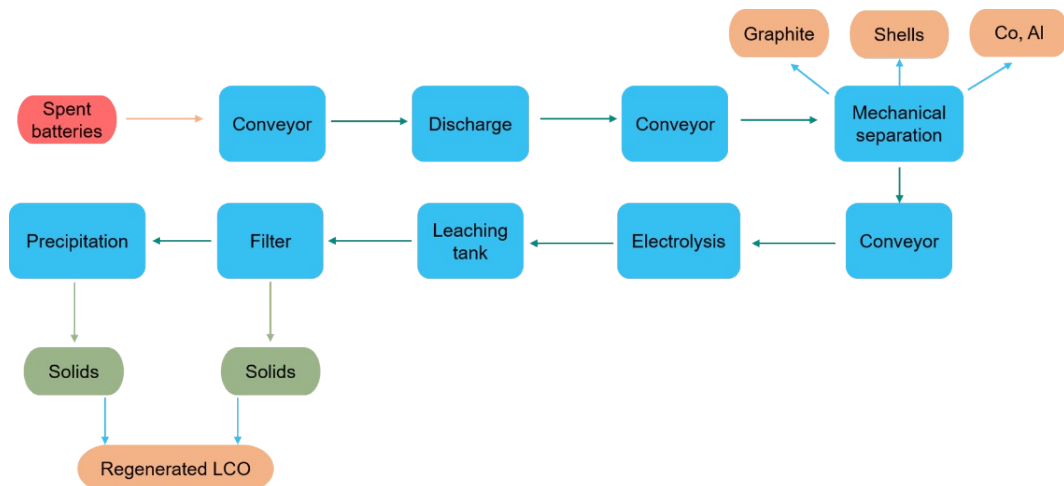 Graphite
Shells
Co, Al
Spent
batteries
Conveyor
Discharge
Conveyor
Mechanical
separation
Precipitation
Filter
Leaching
tank
Electrolysis
Conveyor
Solids
Solids
Regenerated LCO